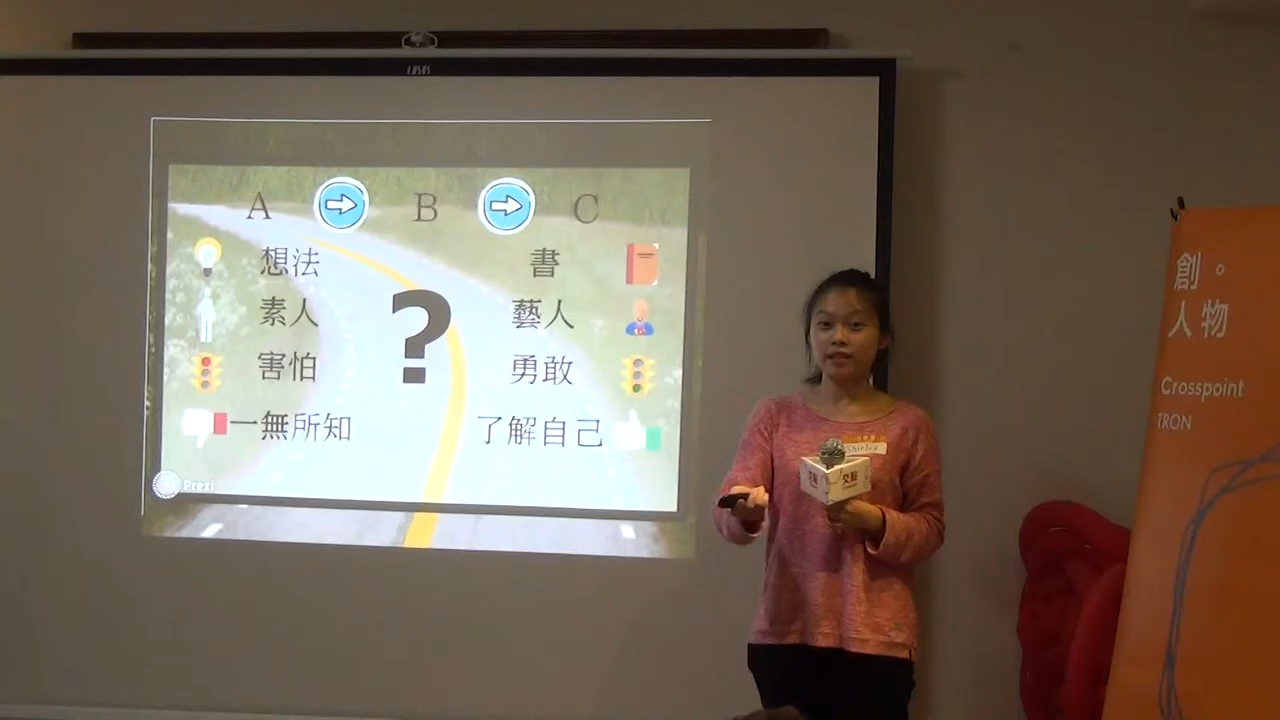 A B C
想法 書
素人 藝人
害怕 勇敢
?
一無所知 了解自己
Prezi
Shirley
創。
人物
Crosspoint
TRON